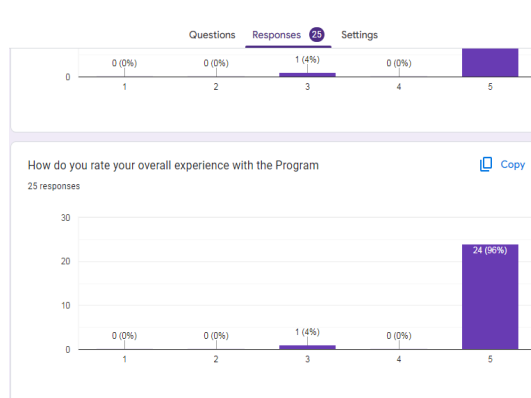 Questions Responses 25 Settings
0 (0%) 0 (0%) 1 (4%) 0 (0%)
0
1 2 3 4 5
How do you rate your overall experience with the Program
Copy
25 responses
30
24 (96%)
20
10
0 (0%) 0 (0%) 1 (4%) 0 (0%)
0
1 2 3 4 5